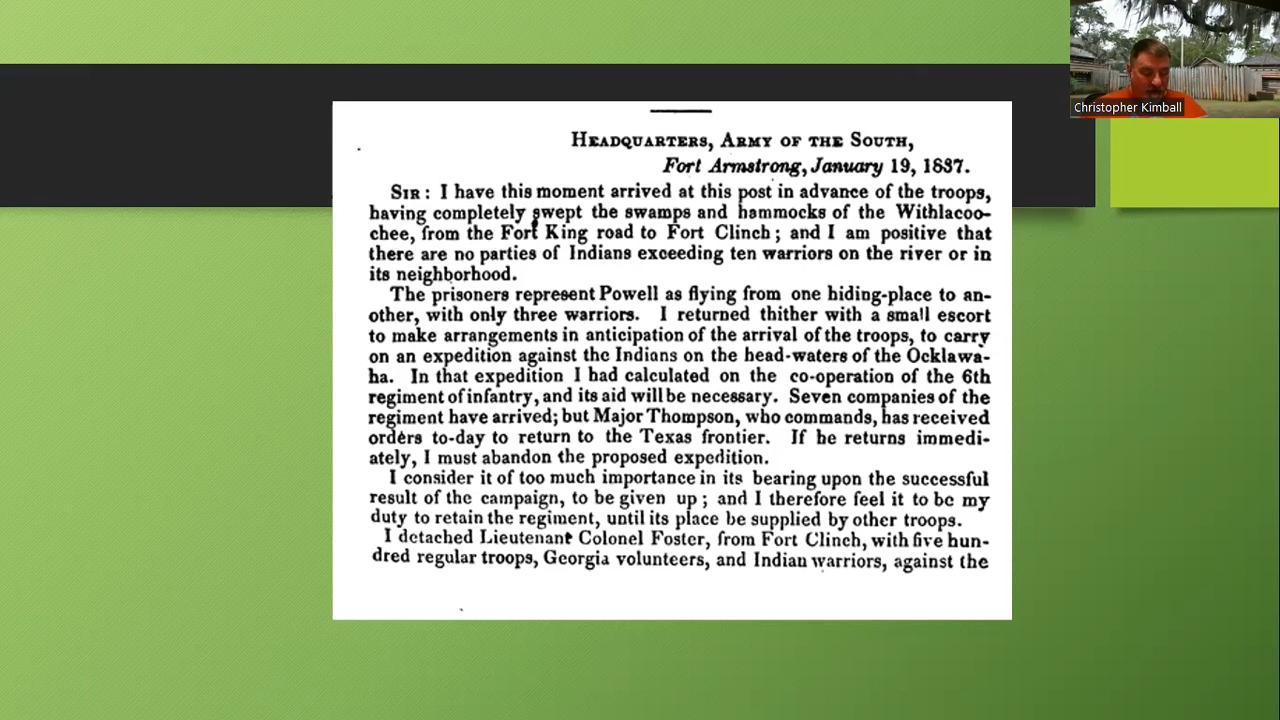 Christopher Kimball
HEADQUARTERS, ARMY OF THE SOUTH,
Fort Armstrong, January 19, 1837.
SIR: I have this moment arrived at this post in advance of the troops,
having completely swept the swamps and hammocks of the Withlacoo-
chee, from the Fort King road to Fort Clinch; and I am positive that
there are no parties of Indians exceeding ten warriors on the river or in
its neighborhood.
The prisoners represent Powell as flying from one hiding-place to an-
other, with only three warriors. I returned thither with a small escort
to make arrangements in anticipation of the arrival of the troops, to carry
on an expedition against the Indians on the head-waters of the Ocklawa-
ha. In that expedition I had calculated on the co-operation of the 6th
regiment of infantry, and its aid will be necessary. Seven companies of the
regiment have arrived; but Major Thompson, who commands, has received
orders to-day to return to the Texas frontier. If he returns immedi-
ately, I must abandon the proposed expedition.
I consider it of too much importance in its bearing upon the successful
result of the campaign, to be given up; and I therefore feel it to be my
duty to retain the regiment, until its place be supplied by other troops.
I detached Lieutenant Colonel Foster, from Fort Clinch, with five hun-
dred regular troops, Georgia volunteers, and Indian warriors, against the